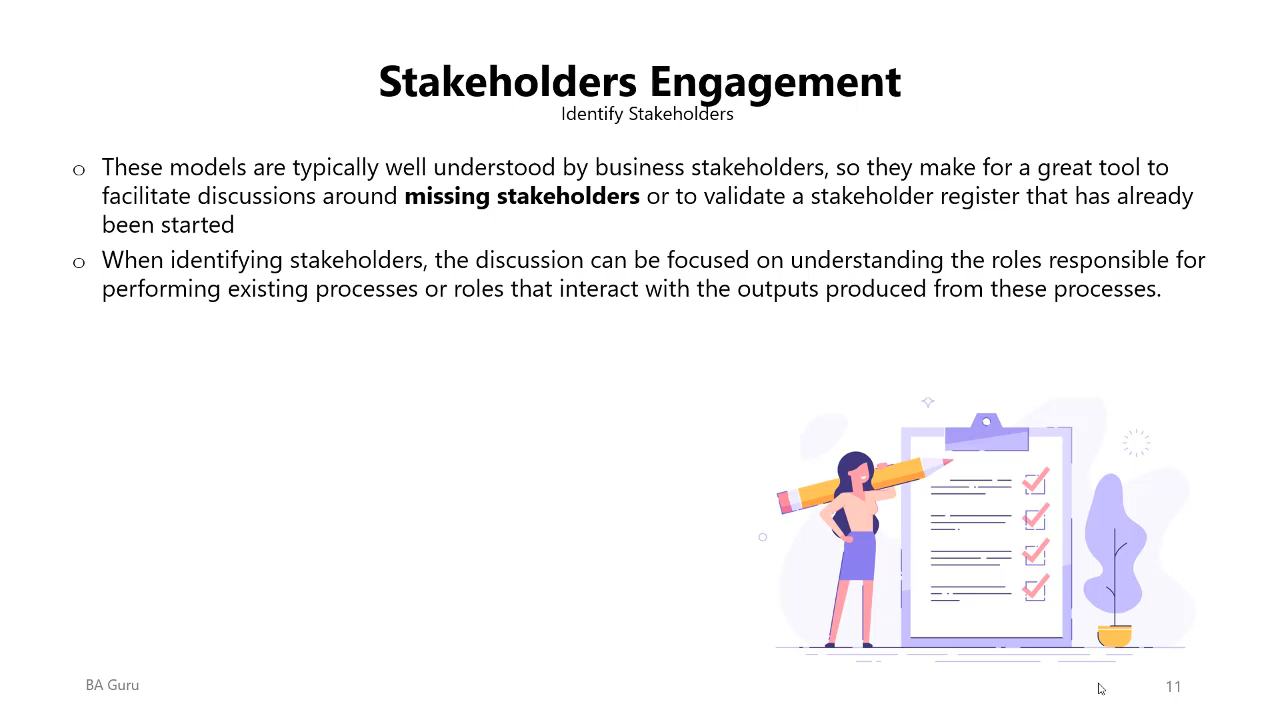 Stakeholders Engagement
Identify Stakeholders
These models are typically well understood by business stakeholders, so they make for a great tool to
facilitate discussions around missing stakeholders or to validate a stakeholder register that has already
been started
When identifying stakeholders, the discussion can be focused on understanding the roles responsible for
performing existing processes or roles that interact with the outputs produced from these processes.
BA Guru
11